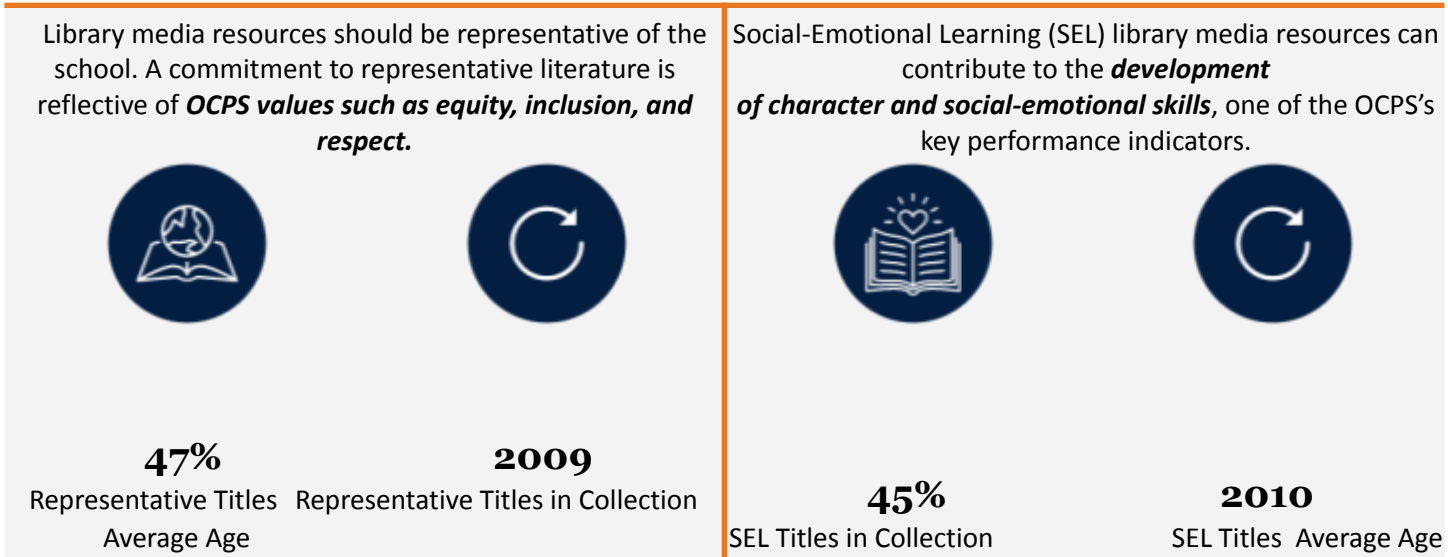 Library media resources should be representative of the
school. A commitment to representative literature is
reflective of OCPS values such as equity, inclusion, and
respect.
47%
2009
Representative Titles Representative Titles in Collection
Average Age
Social-Emotional Learning (SEL) library media resources can
contribute to the development
of character and social-emotional skills, one of the OCPS’s
key performance indicators.
45%
2010
SEL Titles in Collection
SEL Titles Average Age